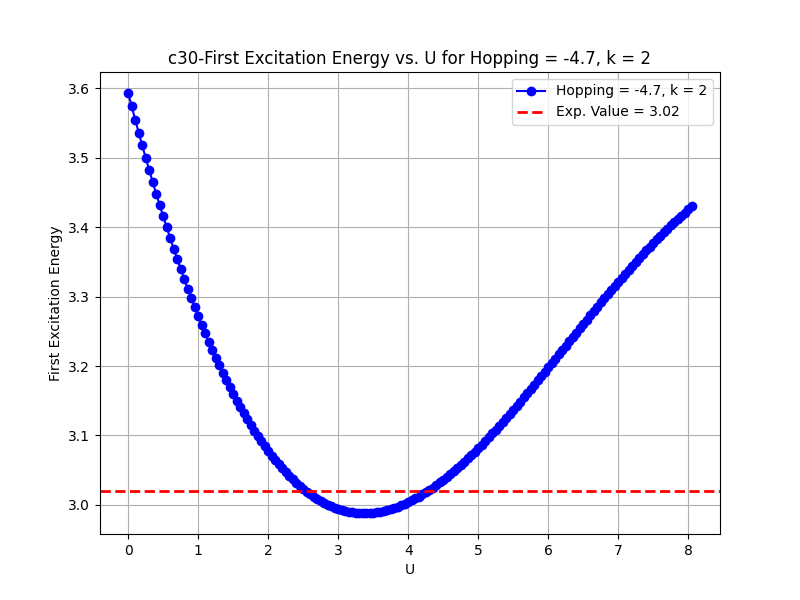 c30-First Excitation Energy vs. U for Hopping = -4.7, k = 2
Hopping = -4.7, k = 2
Exp. Value = 3.02
First Excitation Energy
3.6
3.5
3.4
3.3
3.2
3.1
3.0
0 1 2 3 4 5 6 7 8
U